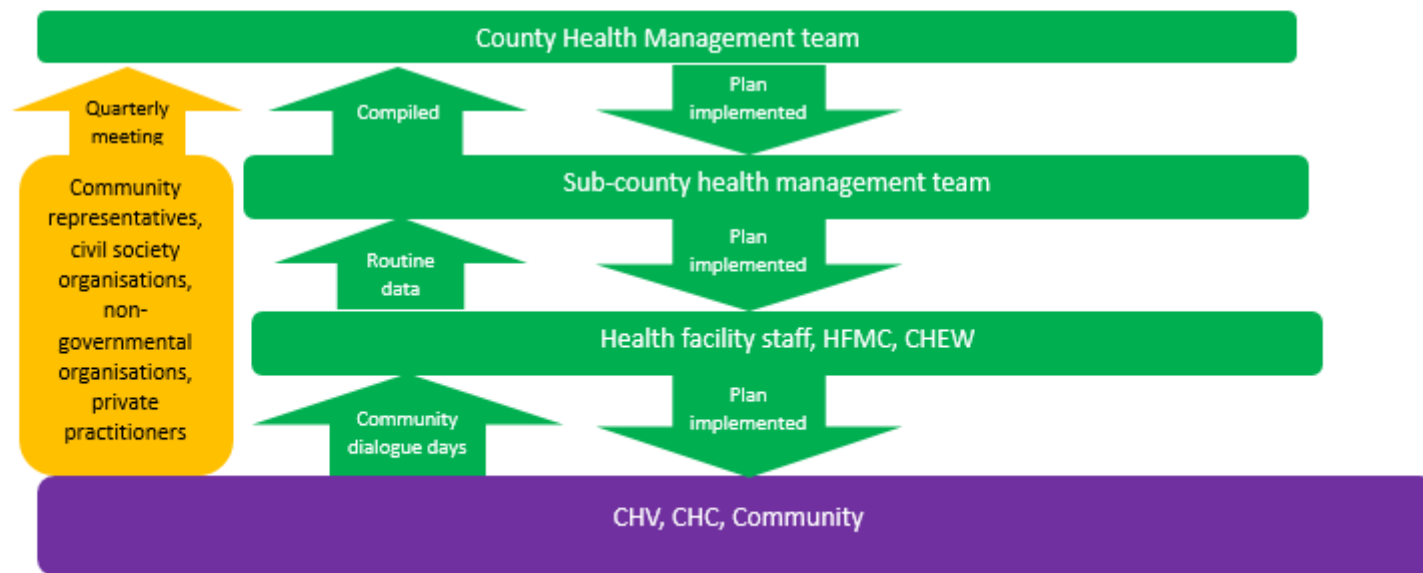 County Health Management team
Quarterly
meeting
Compiled
Plan
implemented
Community
representatives,
civil society
organisations,
non-
governmental
organisations,
private
practitioners
Sub-county health management team
Routine
data
Plan
implemented
Health facility staff, HFMC, CHEW
Community
dialogue days
Plan
implemented
CHV, CHC, Community